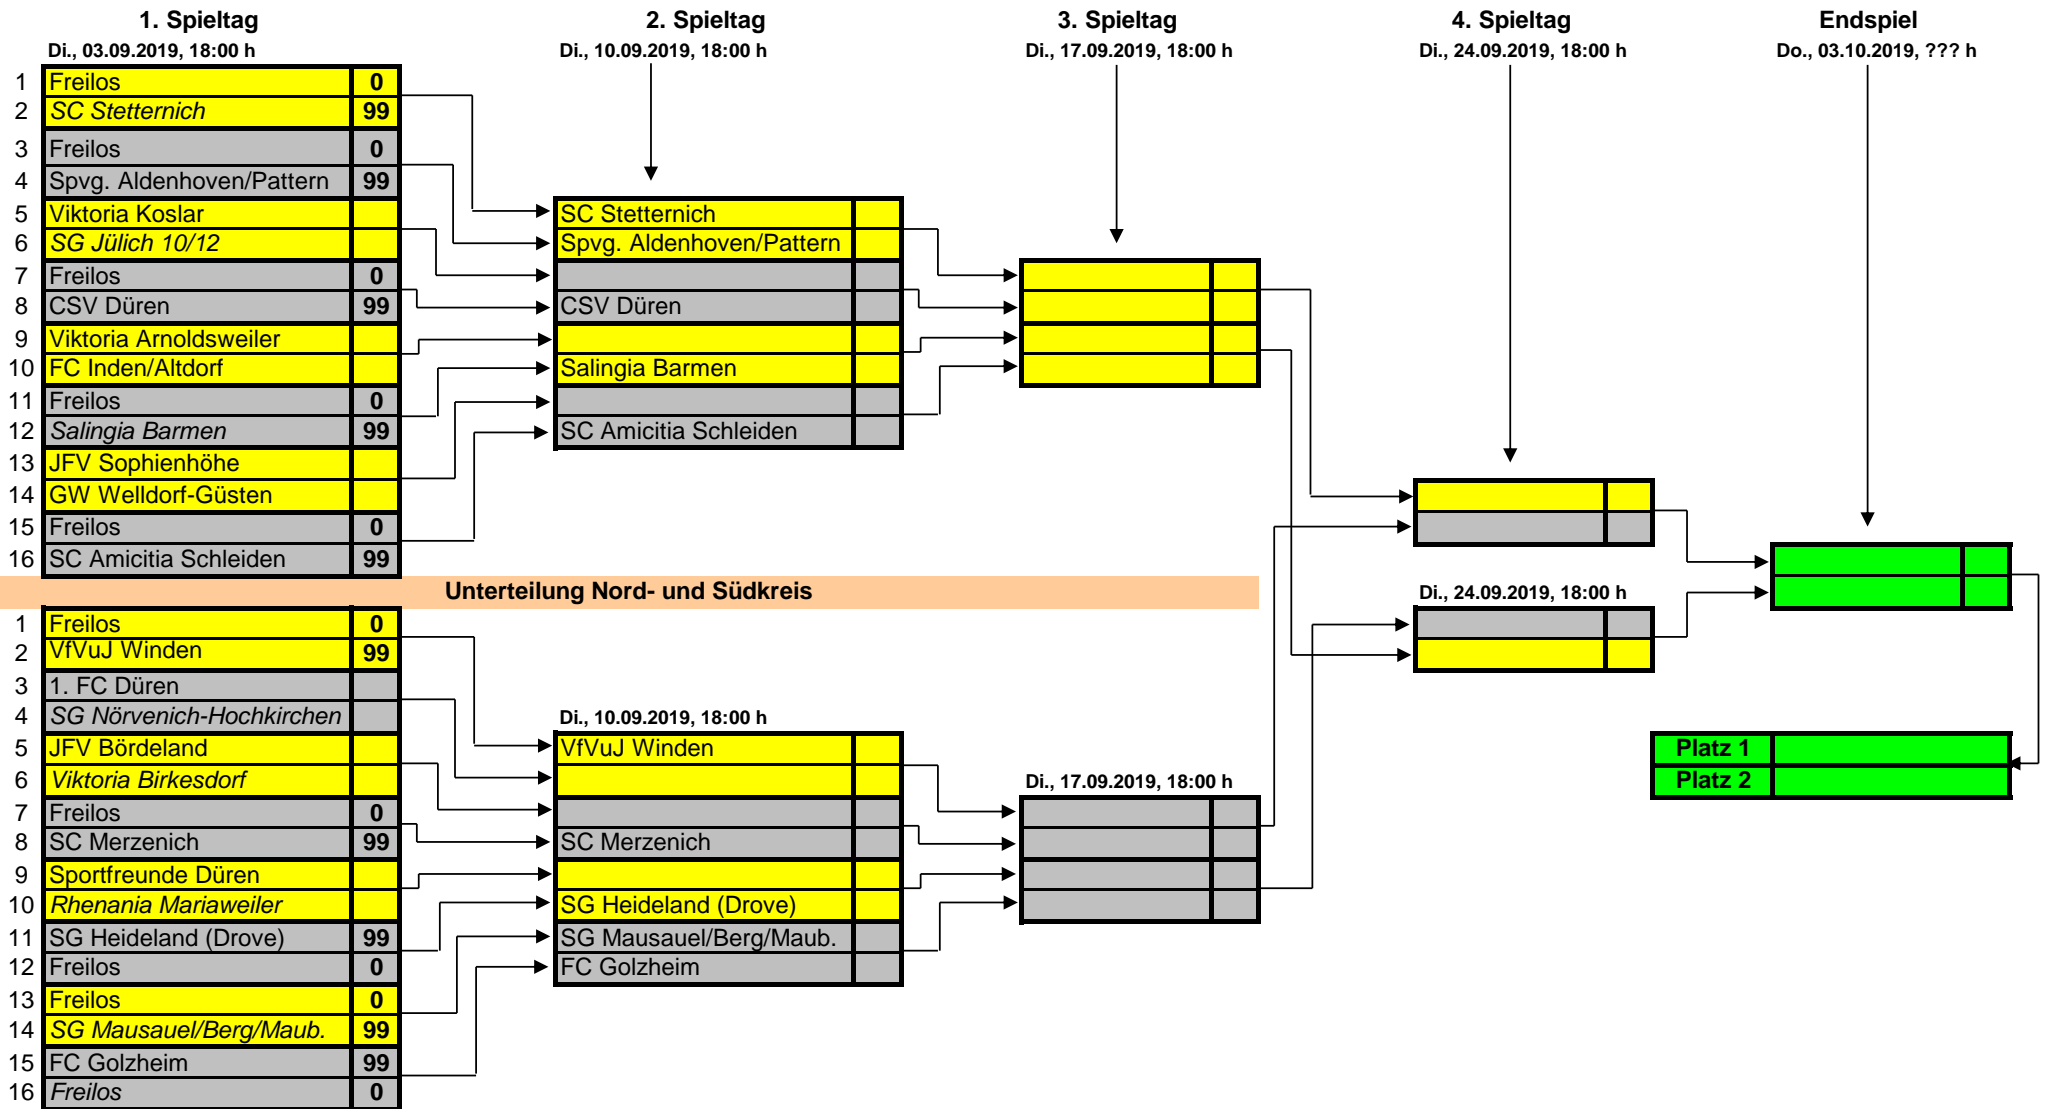 1. Spieltag 2. Spieltag 3. Spieltag 4. Spieltag Endspiel
Di., 03.09.2019, 18:00 h Di., 10.09.2019, 18:00 h Di., 17.09.2019, 18:00 h Di., 24.09.2019, 18:00 h Do., 03.10.2019, ??? h
1 Freilos 0
2 SC Stetternich 99
3 Freilos 0
4 Spvg. Aldenhoven/Pattern 99
5 Viktoria Koslar SC Stetternich
6 SG Jülich 10/12 Spvg. Aldenhoven/Pattern
7 Freilos 0
8 CSV Düren 99 CSV Düren
9 Viktoria Arnoldsweiler
10 FC Inden/Altdorf Salingia Barmen
11 Freilos 0
12 Salingia Barmen 99 SC Amicitia Schleiden
13 JFV Sophienhöhe
14 GW Welldorf-Güsten
15 Freilos 0
16 SC Amicitia Schleiden 99
Unterteilung Nord- und Südkreis Di., 24.09.2019, 18:00 h
1 Freilos 0
2 VfVuJ Winden 99
3 1. FC Düren
4 SG Nörvenich-Hochkirchen Di., 10.09.2019, 18:00 h
5 JFV Bördeland VfVuJ Winden Platz 1
6 Viktoria Birkesdorf Di., 17.09.2019, 18:00 h Platz 2
7 Freilos 0
8 SC Merzenich 99 SC Merzenich
9 Sportfreunde Düren
10 Rhenania Mariaweiler SG Heideland (Drove)
11 SG Heideland (Drove) 99 SG Mausauel/Berg/Maub.
12 Freilos 0 FC Golzheim
13 Freilos 0
14 SG Mausauel/Berg/Maub. 99
15 FC Golzheim 99
16 Freilos 0